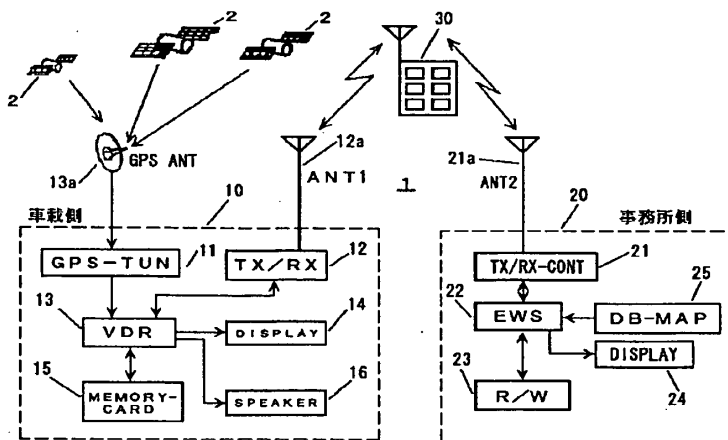 2
2
2
30
13a
GPS ANT
12a
ANT1
1
21a
ANT2
車載側
10
事務所側
20
GPS-TUN
11
TX/RX
12
TX/RX-CONT
21
13
VDR
DISPLAY
14
22
EWS
DB-MAP
25
15
MEMORY-
CARD
SPEAKER
16
23
R/W
DISPLAY
24